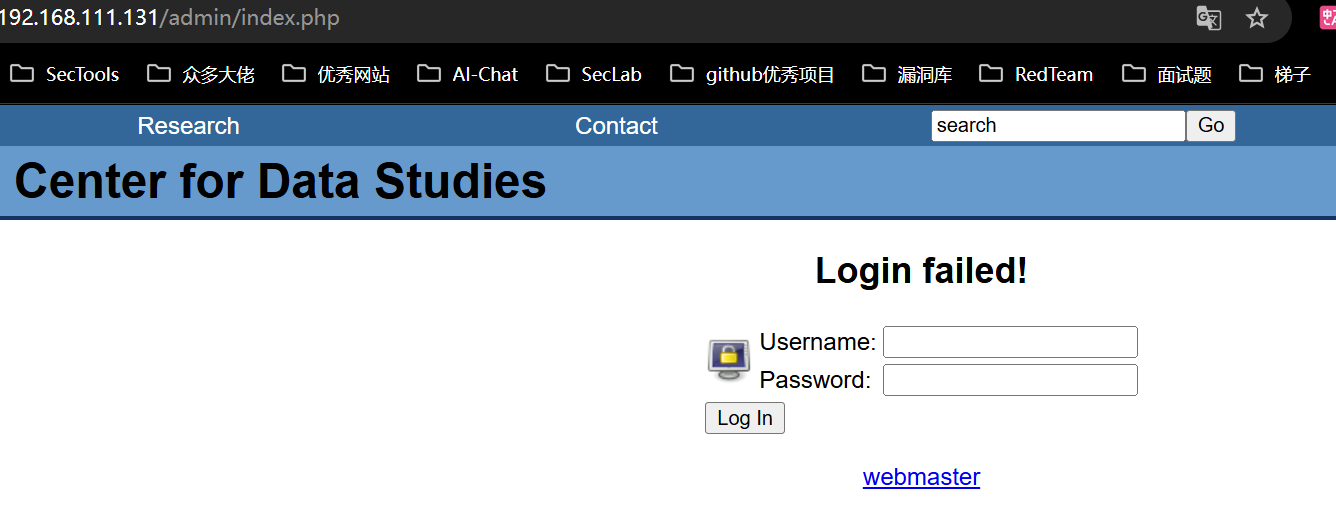 192.168.111.131/admin/index.php
SecTools 众多大佬 优秀网站 AI-Chat SecLab github优秀项目 漏洞库 RedTeam 面试题 梯子
Research Contact search Go
Center for Data Studies
Login failed!
Username:
Password:
Log In
webmaster